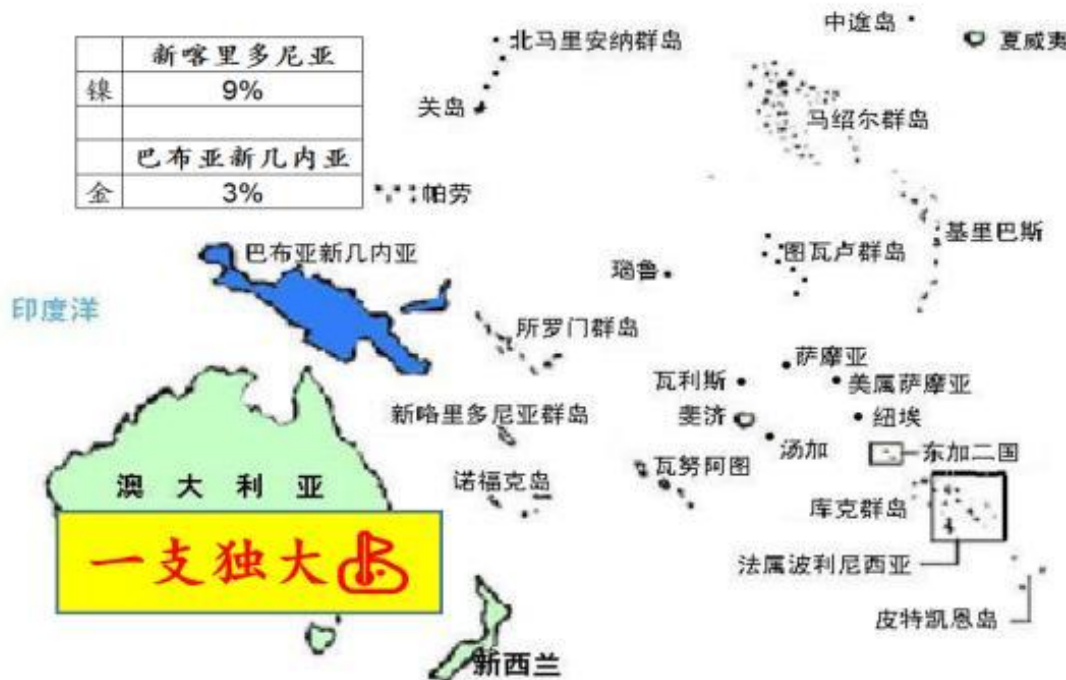 新喀里多尼亚
镍 9%
巴布亚新几内亚
金 3%
中途岛
夏威夷
北马里安纳群岛
关岛
马绍尔群岛
帕劳
基里巴斯
巴布亚新几内亚
图瓦卢群岛
瑙鲁
印度洋
所罗门群岛
萨摩亚
瓦利斯
美属萨摩亚
新喀里多尼亚群岛
斐济
纽埃
汤加
东加二国
瓦努阿图
澳大利亚
诺福克岛
库克群岛
一支独大
法属波利尼西亚
皮特凯恩岛
新西兰